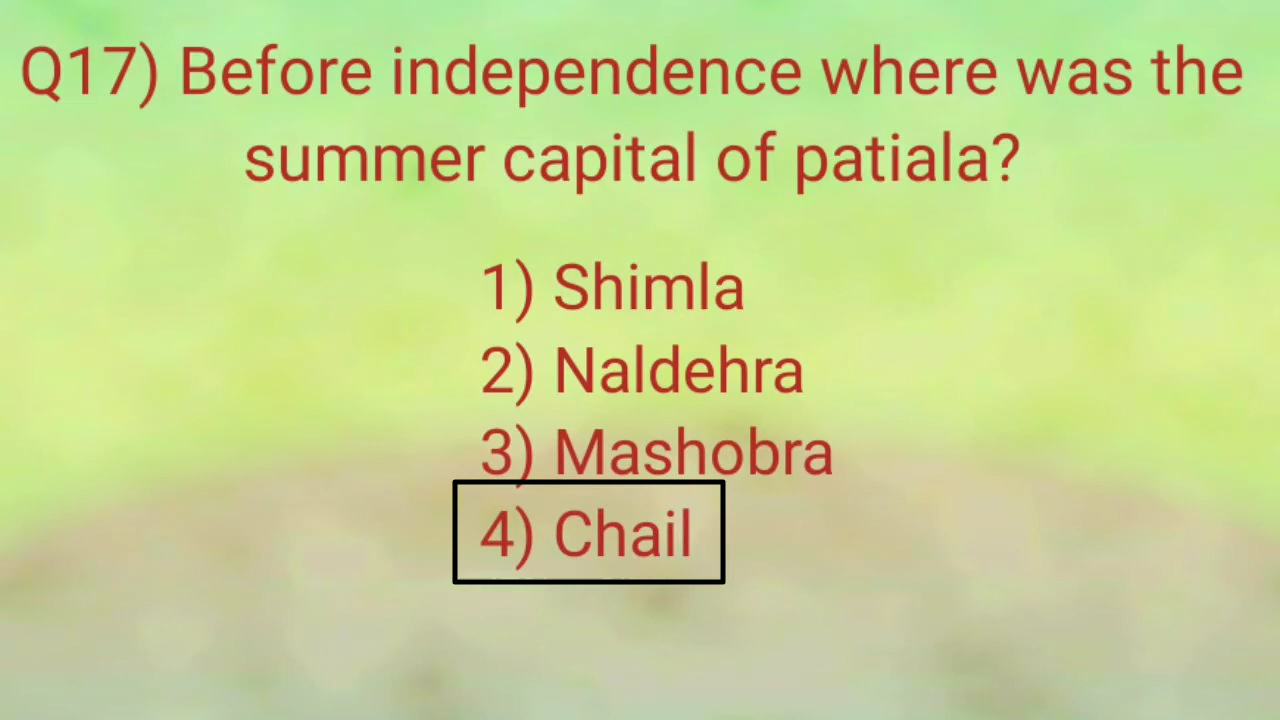 Q17) Before independence where was the
summer capital of patiala?
1) Shimla
2) Naldehra
3) Mashobra
4) Chail